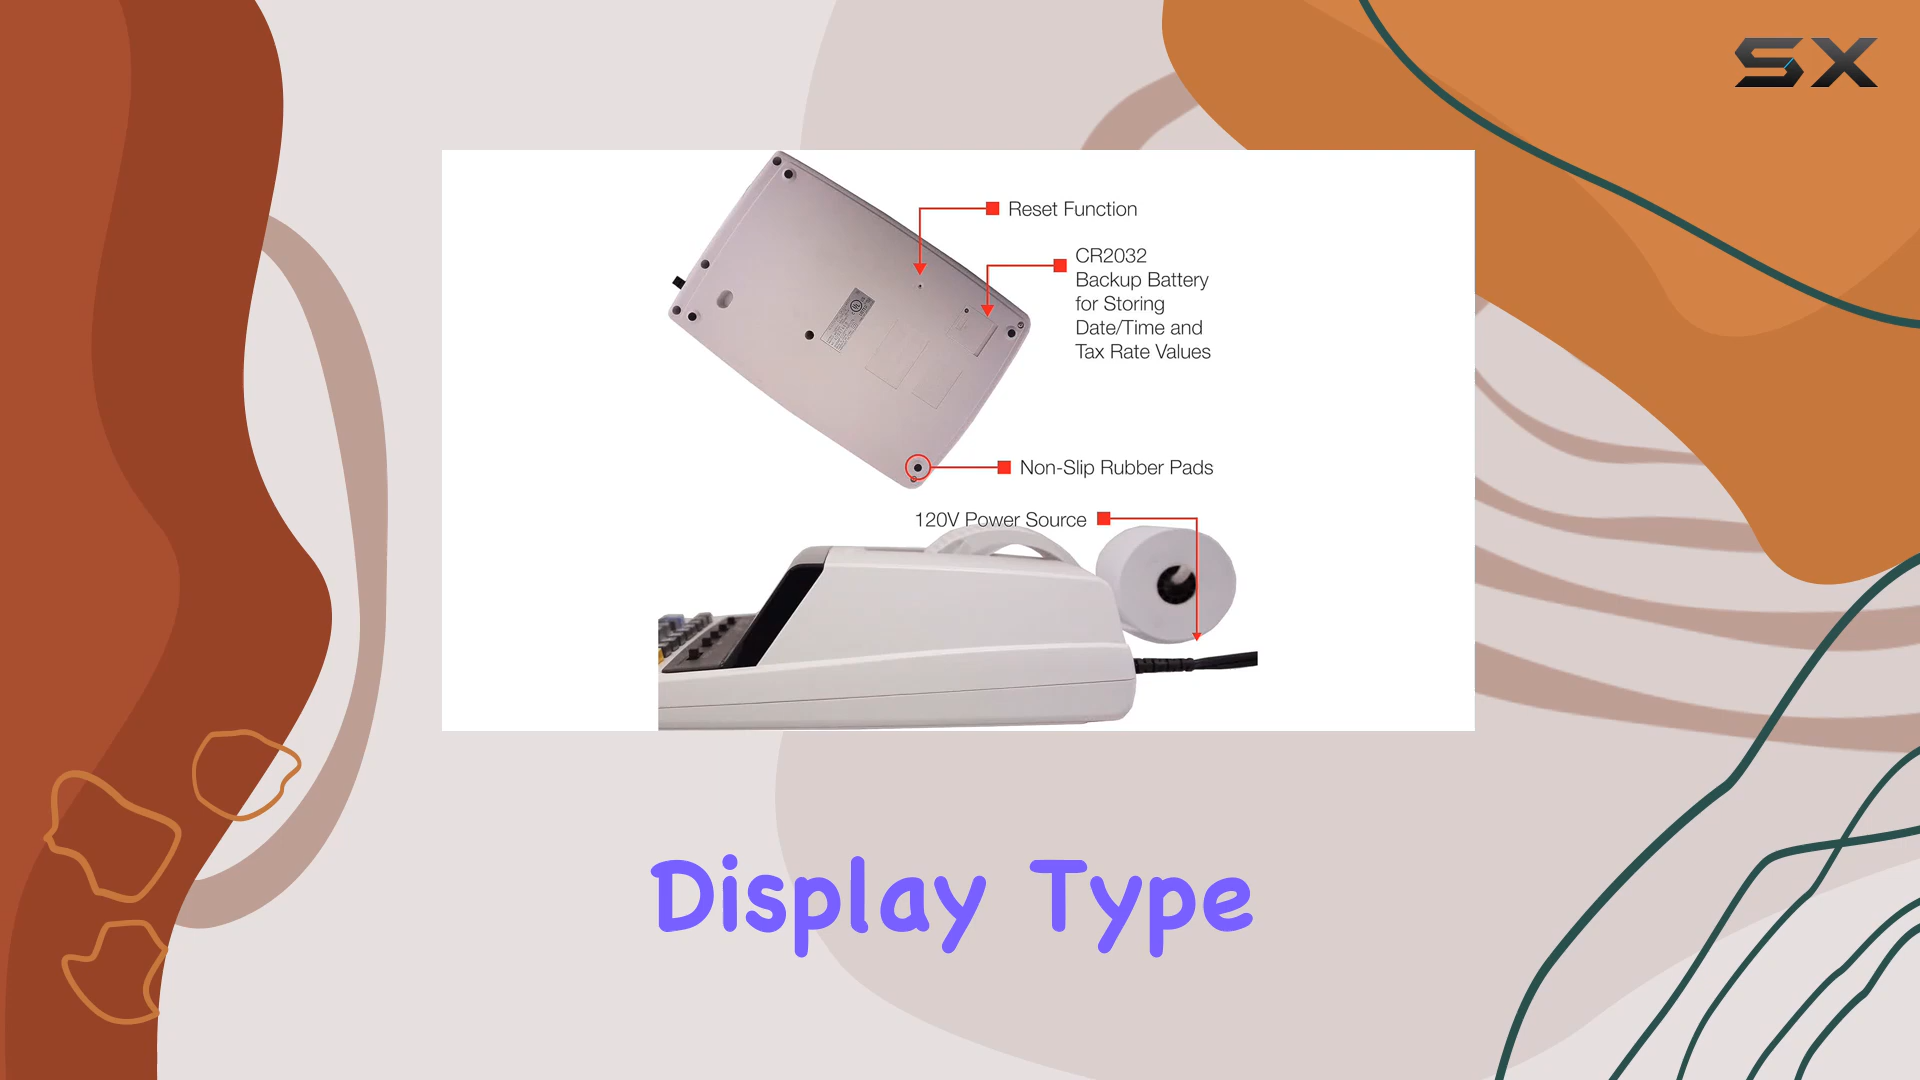 SX
Reset Function
CR2032
Backup Battery
for Storing
Date/Time and
Tax Rate Values
Non-Slip Rubber Pads
120V Power Source
Display Type